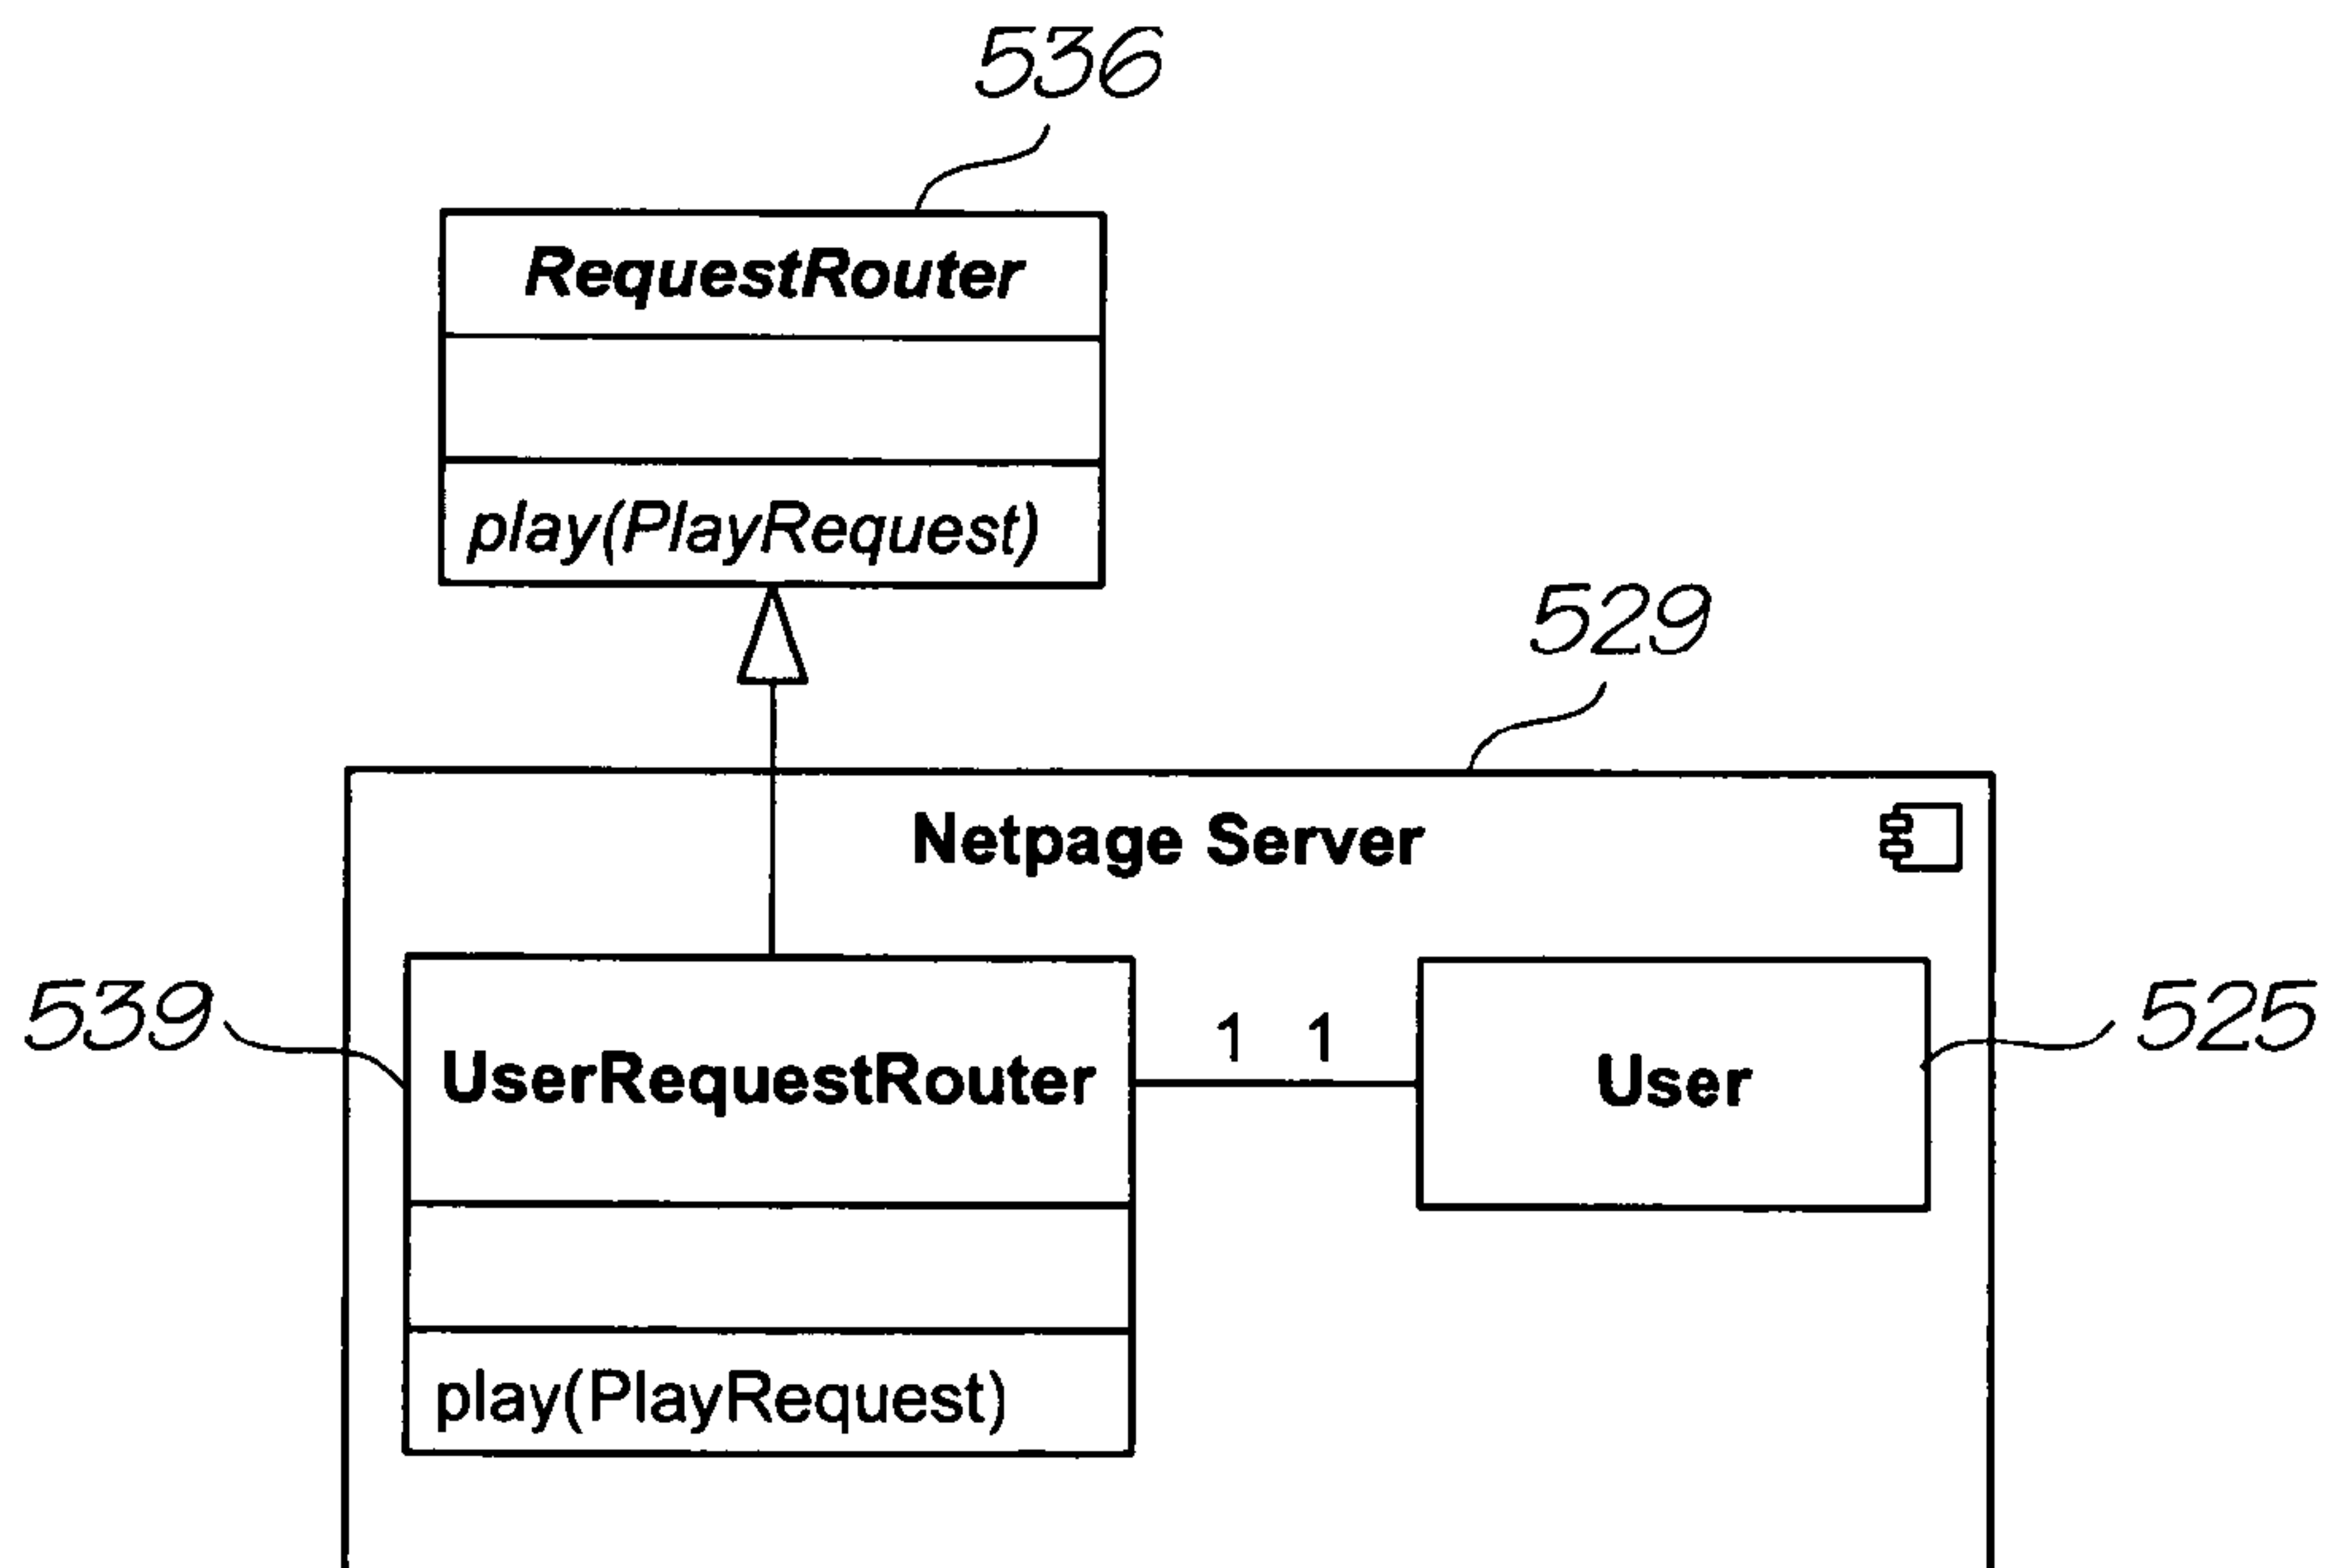 536
RequestRouter
play(PlayRequest)
529
Netpage Server
539
UserRequestRouter
1 1
User
525
play(PlayRequest)